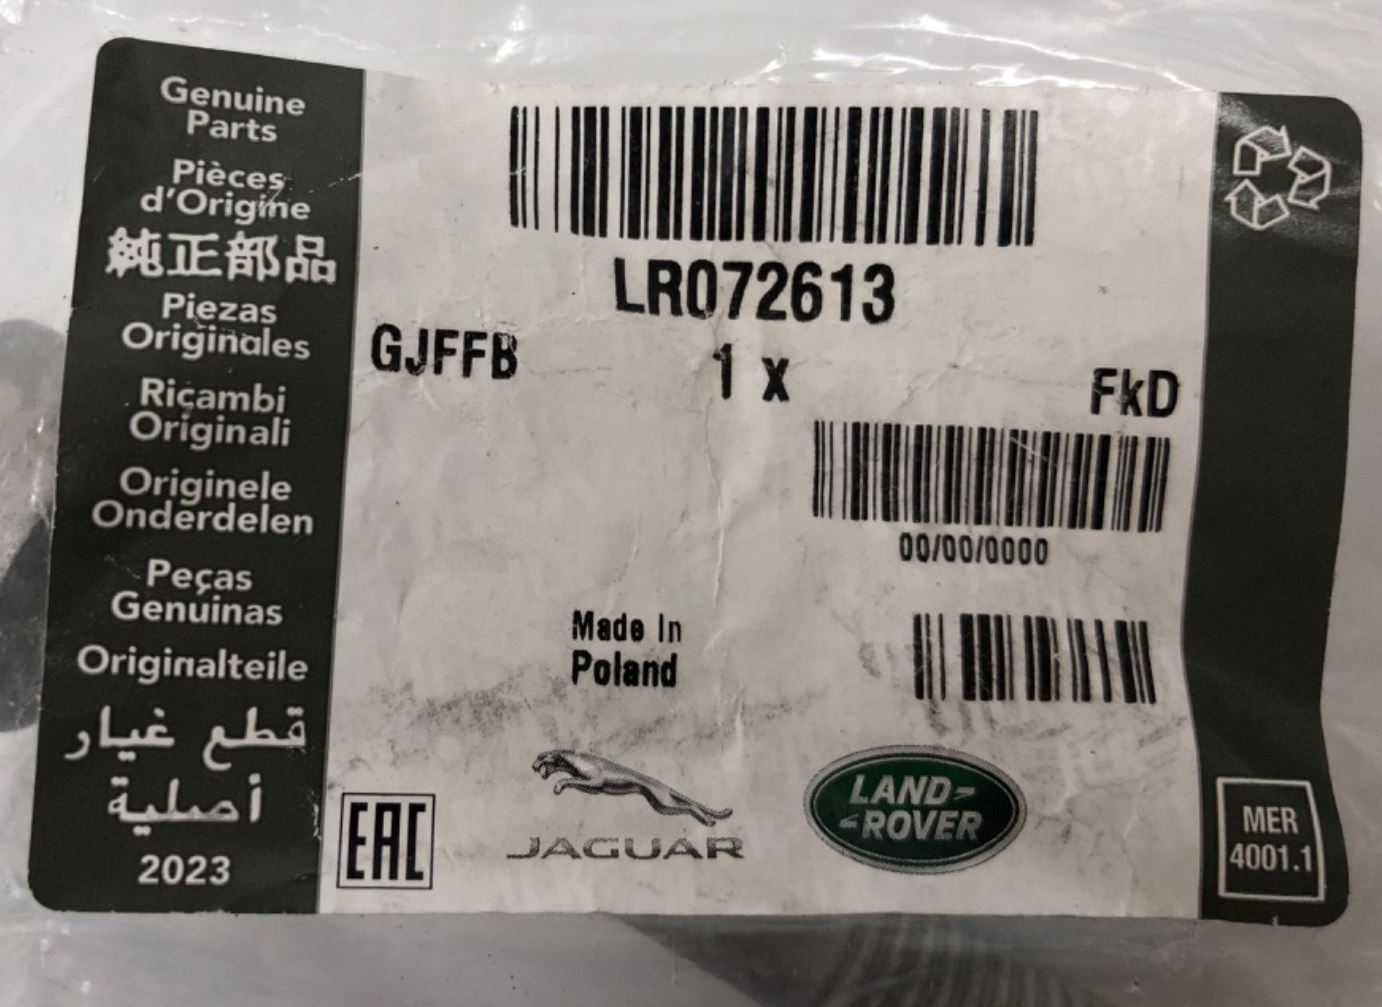 Genuine
Parts
Pièces
d'Origine
純正部品
Piezas
Originales
Ricambi
Originali
Originele
Onderdelen
Peças
Genuinas
Originalteile
قطع غيار
أصلية
2023
LR072613
GJFFB
1 x
FkD
00/00/0000
Made In
Poland
EAC
JAGUAR
LAND-
-ROVER
MER
4001.1